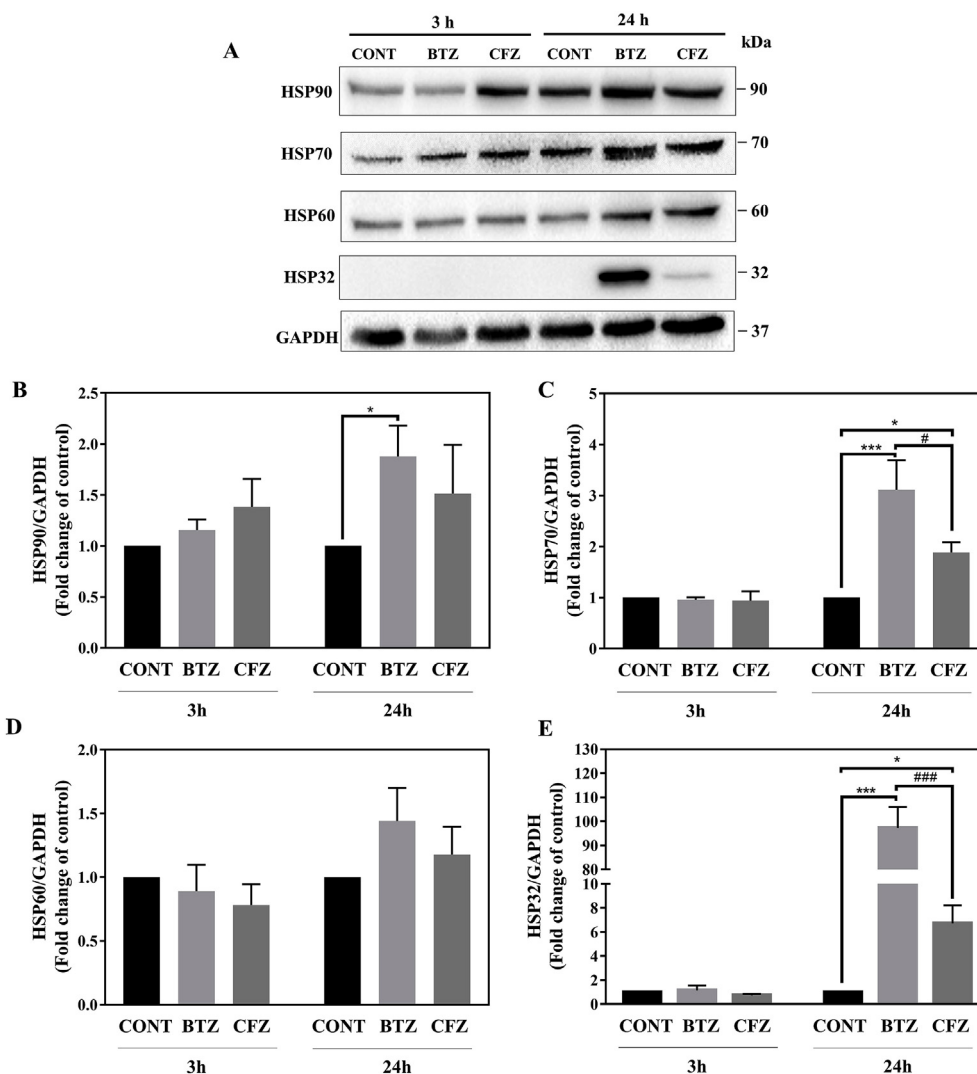 A
3 h 24 h
CONT BTZ CFZ CONT BTZ CFZ kDa
HSP90 90
HSP70 70
HSP60 60
HSP32 32
GAPDH 37
B
HSP90/GAPDH
(Fold change of control)
2.5
2.0
1.5
1.0
0.5
0.0
*
CONT BTZ CFZ CONT BTZ CFZ
3h 24h
C
HSP70/GAPDH
(Fold change of control)
5
4
3
2
1
0
*
*** #
CONT BTZ CFZ CONT BTZ CFZ
3h 24h
D
HSP60/GAPDH
(Fold change of control)
2.0
1.5
1.0
0.5
0.0
CONT BTZ CFZ CONT BTZ CFZ
3h 24h
E
HSP32/GAPDH
(Fold change of control)
130
120
110
100
90
80
10
8
6
4
2
0
*
*** ###
CONT BTZ CFZ CONT BTZ CFZ
3h 24h